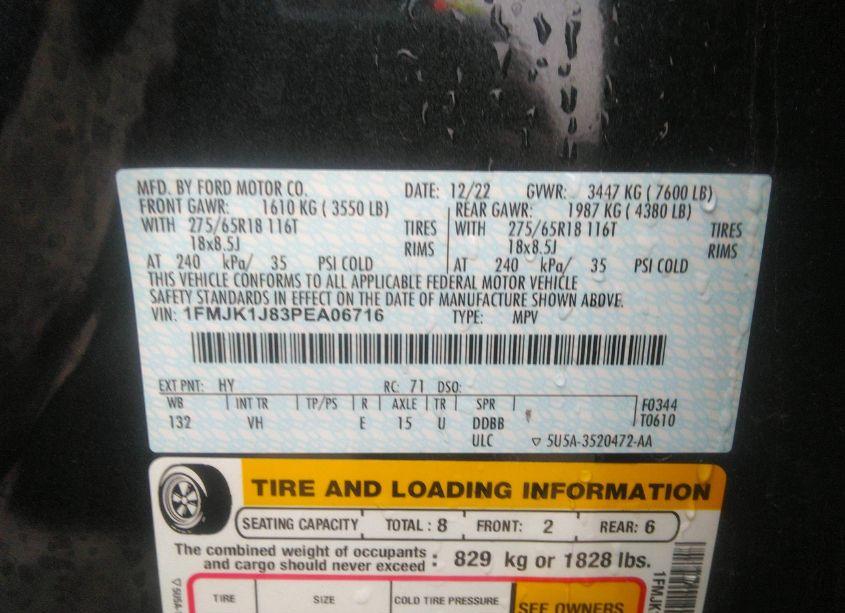 MFD. BY FORD MOTOR CO. DATE: 12/22 GVWR: 3447 KG ( 7600 LB)
FRONT GAWR: 1610 KG ( 3550 LB) REAR GAWR: 1987 KG ( 4380 LB)
WITH 275/65R18 116T TIRES WITH 275/65R18 116T TIRES
18x8.5J RIMS 18x8.5J RIMS
AT 240 kPa/ 35 PSI COLD AT 240 kPa/ 35 PSI COLD
THIS VEHICLE CONFORMS TO ALL APPLICABLE FEDERAL MOTOR VEHICLE
SAFETY STANDARDS IN EFFECT ON THE DATE OF MANUFACTURE SHOWN ABOVE.
VIN: 1FMJK1J83PEA06716 TYPE: MPV
EXT PNT: HY RC: 71 DSO:
WB | INT TR | TP/PS | R | AXLE | TR | SPR | F0344
132 VH E 15 U DDBB T0610
ULC ▽ 5U5A-3520472-AA
TIRE AND LOADING INFORMATION
SEATING CAPACITY TOTAL : 8 FRONT: 2 REAR: 6
The combined weight of occupants
and cargo should never exceed : 829 kg or 1828 lbs.
TIRE SIZE COLD TIRE PRESSURE SEE OWNERS
1FMJK